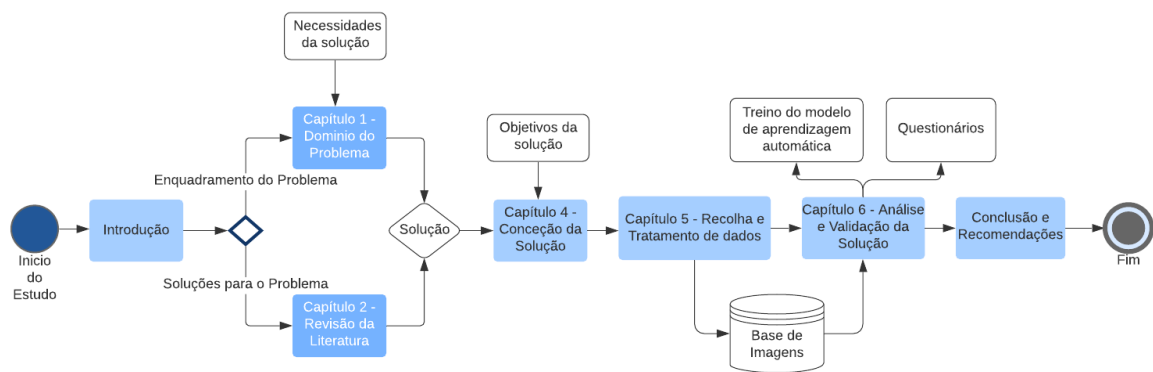 Necessidades
da solução
Capítulo 1 -
Dominio do
Problema
Enquadramento do Problema
Inicio
do
Estudo
Introdução
Soluções para o Problema
Capítulo 2 -
Revisão da
Literatura
Solução
Objetivos da
solução
Capítulo 4 -
Conceção da
Solução
Capítulo 5 - Recolha e
Tratamento de dados
Base de
Imagens
Treino do modelo
de aprendizagem
automática
Questionários
Capítulo 6 - Análise
e Validação da
Solução
Conclusão e
Recomendações
Fim